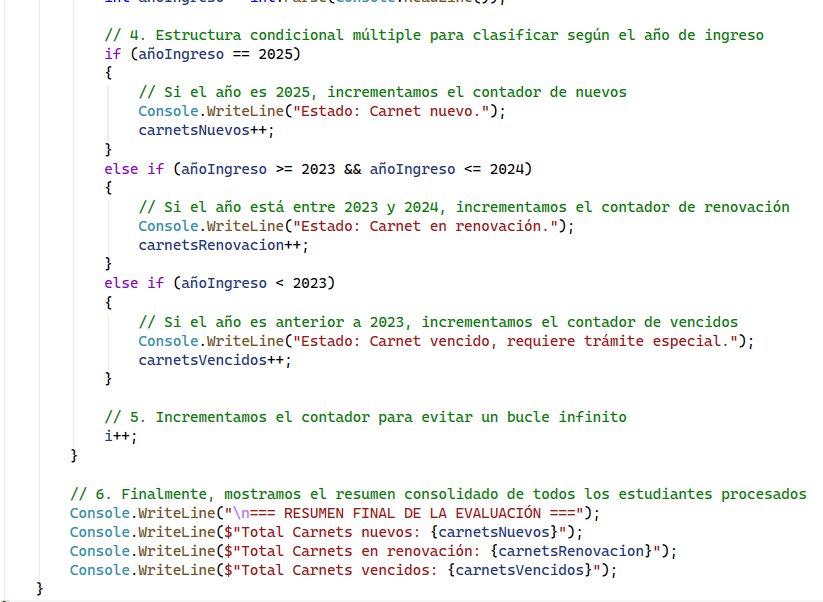 int añoIngreso = int.Parse(Console.ReadLine());
// 4. Estructura condicional múltiple para clasificar según el año de ingreso
if (añoIngreso == 2025)
{
// Si el año es 2025, incrementamos el contador de nuevos
Console.WriteLine("Estado: Carnet nuevo.");
carnetsNuevos++;
}
else if (añoIngreso >= 2023 && añoIngreso <= 2024)
{
// Si el año está entre 2023 y 2024, incrementamos el contador de renovación
Console.WriteLine("Estado: Carnet en renovación.");
carnetsRenovacion++;
}
else if (añoIngreso < 2023)
{
// Si el año es anterior a 2023, incrementamos el contador de vencidos
Console.WriteLine("Estado: Carnet vencido, requiere trámite especial.");
carnetsVencidos++;
}
// 5. Incrementamos el contador para evitar un bucle infinito
i++;
}
// 6. Finalmente, mostramos el resumen consolidado de todos los estudiantes procesados
Console.WriteLine("\n=== RESUMEN FINAL DE LA EVALUACIÓN ===");
Console.WriteLine($"Total Carnets nuevos: {carnetsNuevos}");
Console.WriteLine($"Total Carnets en renovación: {carnetsRenovacion}");
Console.WriteLine($"Total Carnets vencidos: {carnetsVencidos}");
}